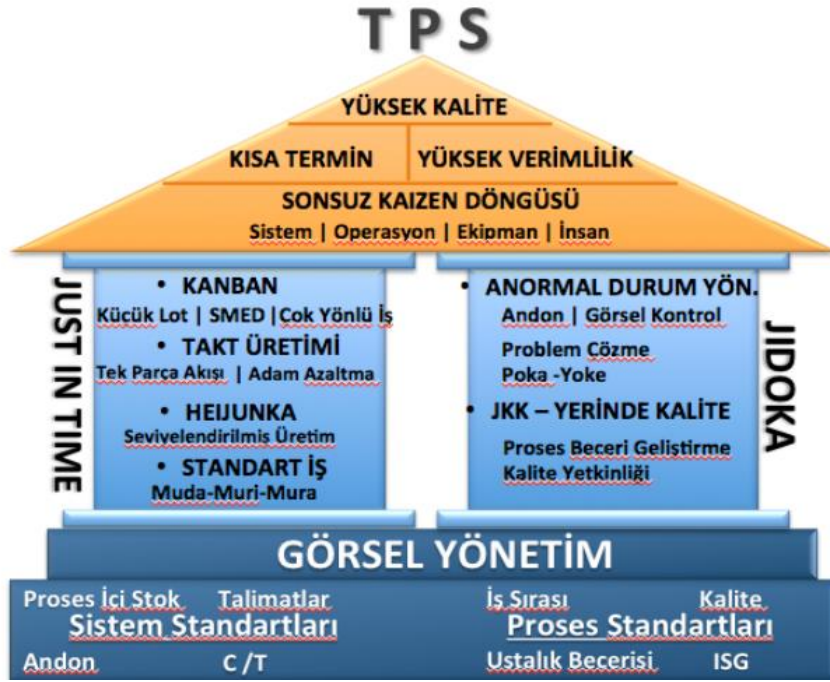 TPS
YÜKSEK KALİTE
KISA TERMİN
YÜKSEK VERİMLİLİK
SONSUZ KAIZEN DÖNGÜSÜ
Sistem | Operasyon | Ekipman | İnsan
JUST IN TIME
• KANBAN
Küçük Lot | SMED |Çok Yönlü İş
• TAKT ÜRETİMİ
Tek Parça Akışı | Adam Azaltma
• HEIJUNKA
Seviyelendirilmis Üretim
• STANDART İŞ
Muda-Muri-Mura
• ANORMAL DURUM YÖN.
Andon | Görsel Kontrol
Problem Çözme
Poka -Yoke
• JKK – YERİNDE KALİTE
Proses Beceri Geliştirme
Kalite Yetkinliği
JIDOKA
GÖRSEL YÖNETİM
Proses İçi Stok Talimatlar
Sistem Standartları
Andon C /T
İş Sırası Kalite
Proses Standartları
Ustalık Becerisi ISG